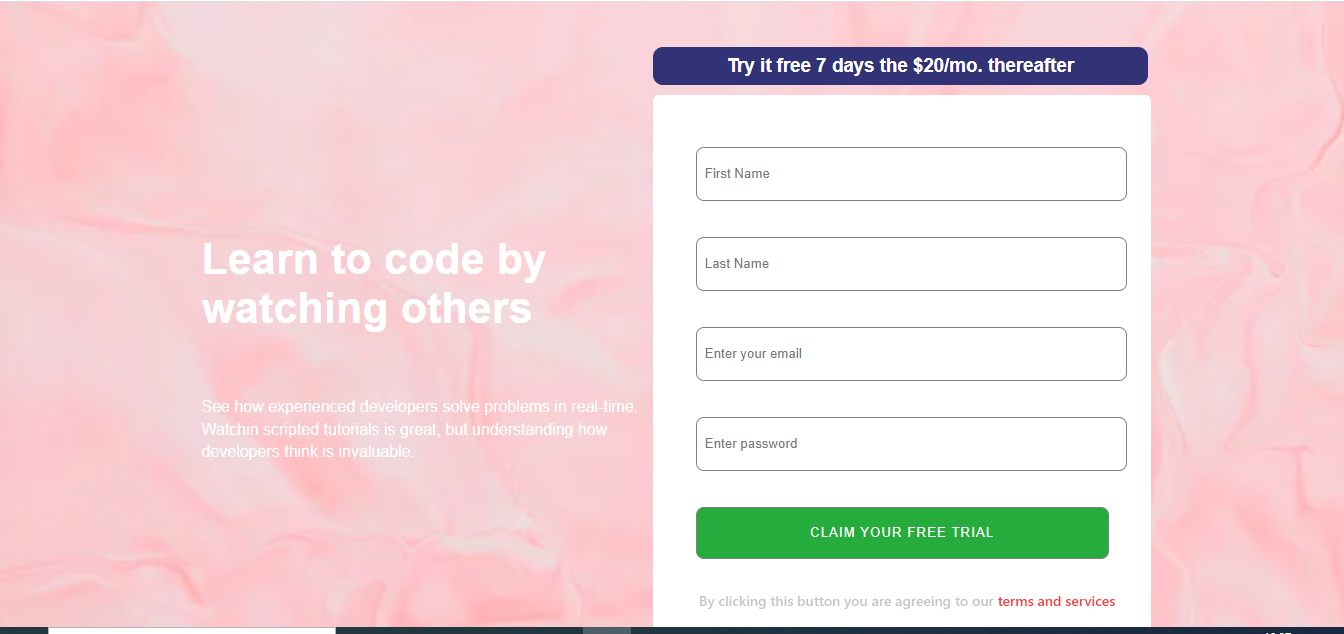 Try it free 7 days the $20/mo. thereafter
Learn to code by
watching others
See how experienced developers solve problems in real-time.
Watchin scripted tutorials is great, but understanding how
developers think is invaluable.
First Name
Last Name
Enter your email
Enter password
CLAIM YOUR FREE TRIAL
By clicking this button you are agreeing to our terms and services